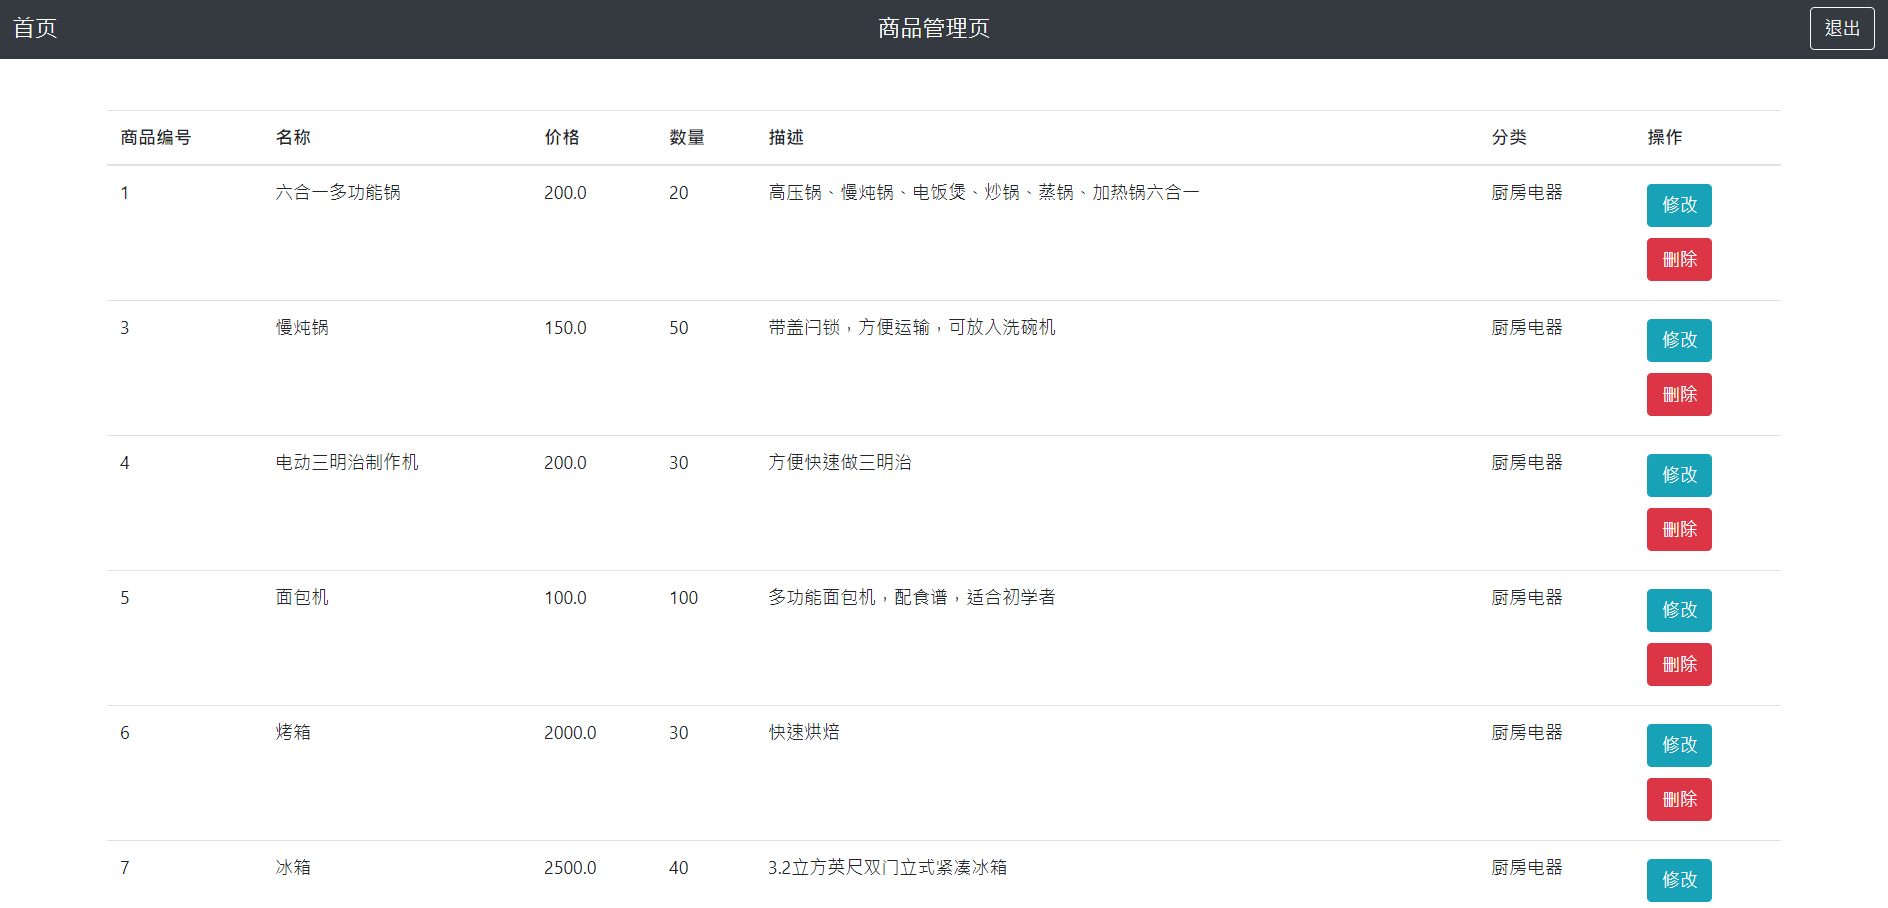 首页 商品管理页 退出
商品编号 名称 价格 数量 描述 分类 操作
1 六合一多功能锅 200.0 20 高压锅、慢炖锅、电饭煲、炒锅、蒸锅、加热锅六合一 厨房电器 修改
删除
3 慢炖锅 150.0 50 带盖闩锁，方便运输，可放入洗碗机 厨房电器 修改
删除
4 电动三明治制作机 200.0 30 方便快速做三明治 厨房电器 修改
删除
5 面包机 100.0 100 多功能面包机，配食谱，适合初学者 厨房电器 修改
删除
6 烤箱 2000.0 30 快速烘焙 厨房电器 修改
删除
7 冰箱 2500.0 40 3.2立方英尺双门立式紧凑冰箱 厨房电器 修改